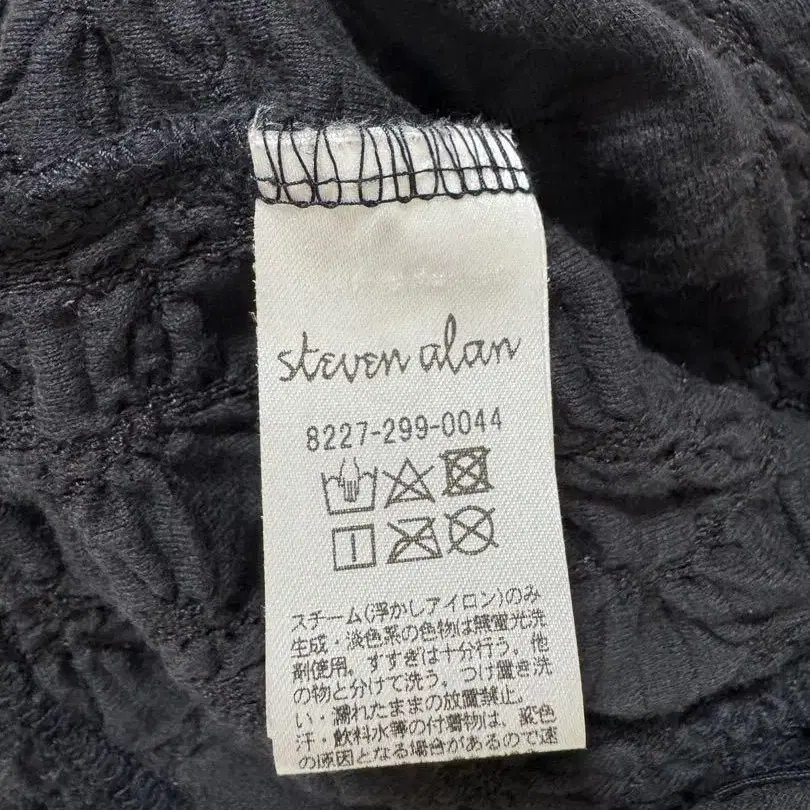 steven alan
8227-299-0044
スチーム(浮かしアイロン)のみ
生成・淡色系の色物は無蛍光洗
剤使用。すすぎは十分行う。他
の物と分けて洗う。つけ置き洗
い・濡れたままの放置禁止。
汗・飲料水等の付着物は、変色
の原因となる場合があるので速